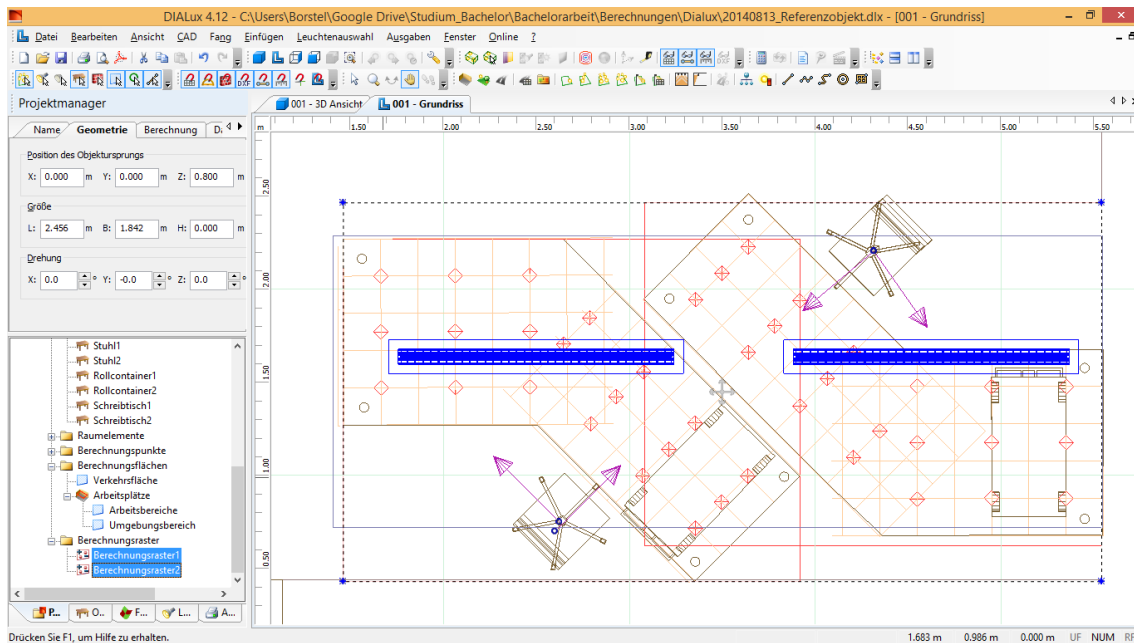 DIALux 4.12 - C:\Users\Borstel\Google Drive\Studium_Bachelor\Bachelorarbeit\Berechnungen\Dialux\20140813_Referenzobjekt.dlx - [001 - Grundriss]
Datei Bearbeiten Ansicht CAD Fang Einfügen Leuchtenauswahl Ausgaben Fenster Online ?
Projektmanager
001 - 3D Ansicht 001 - Grundriss
Name Geometrie Berechnung
m 1.50 2.00 2.50 3.00 3.50 4.00 4.50 5.00 5.50
Position des Objektursprungs
X: 0.000 m Y: 0.000 m Z: 0.800 m
Größe
L: 2.456 m B: 1.842 m H: 0.000 m
Drehung
X: 0.0 ° Y: -0.0 ° Z: 0.0 °
2.50
2.00
1.50
1.00
0.50
Stuhl1
Stuhl2
Rollcontainer1
Rollcontainer2
Schreibtisch1
Schreibtisch2
Raumelemente
Berechnungspunkte
Berechnungsflächen
Verkehrsfläche
Arbeitsplätze
Arbeitsbereiche
Umgebungsbereich
Berechnungsraster
Berechnungsraster1
Berechnungsraster2
P... O... F... L... A...
Drücken Sie F1, um Hilfe zu erhalten.
1.683 m 0.986 m 0.000 m UF NUM RF